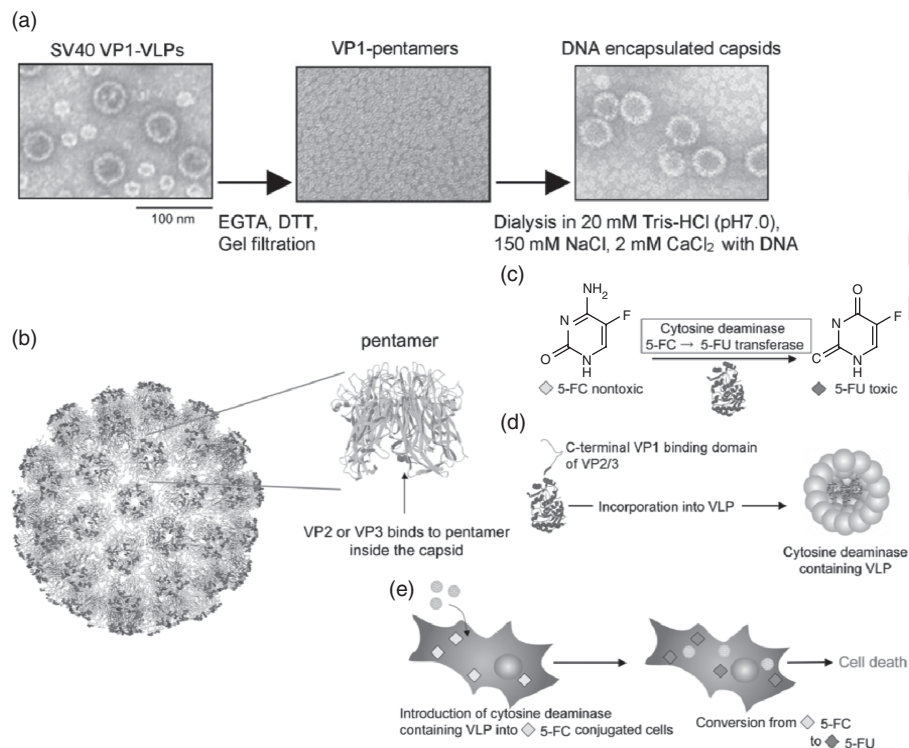 (a)
SV40 VP1-VLPs
VP1-pentamers
DNA encapsulated capsids
100 nm
EGTA, DTT,
Gel filtration
Dialysis in 20 mM Tris-HCl (pH7.0),
150 mM NaCl, 2 mM CaCl₂ with DNA
(b)
pentamer
VP2 or VP3 binds to pentamer
inside the capsid
(c)
NH₂
N
F
O
N
H
5-FC nontoxic
Cytosine deaminase
5-FC → 5-FU transferase
O
N
F
C
N
H
5-FU toxic
(d)
C-terminal VP1 binding domain
of VP2/3
Incorporation into VLP
Cytosine deaminase
containing VLP
(e)
Introduction of cytosine deaminase
containing VLP into 5-FC conjugated cells
Conversion from 5-FC
to 5-FU
Cell death